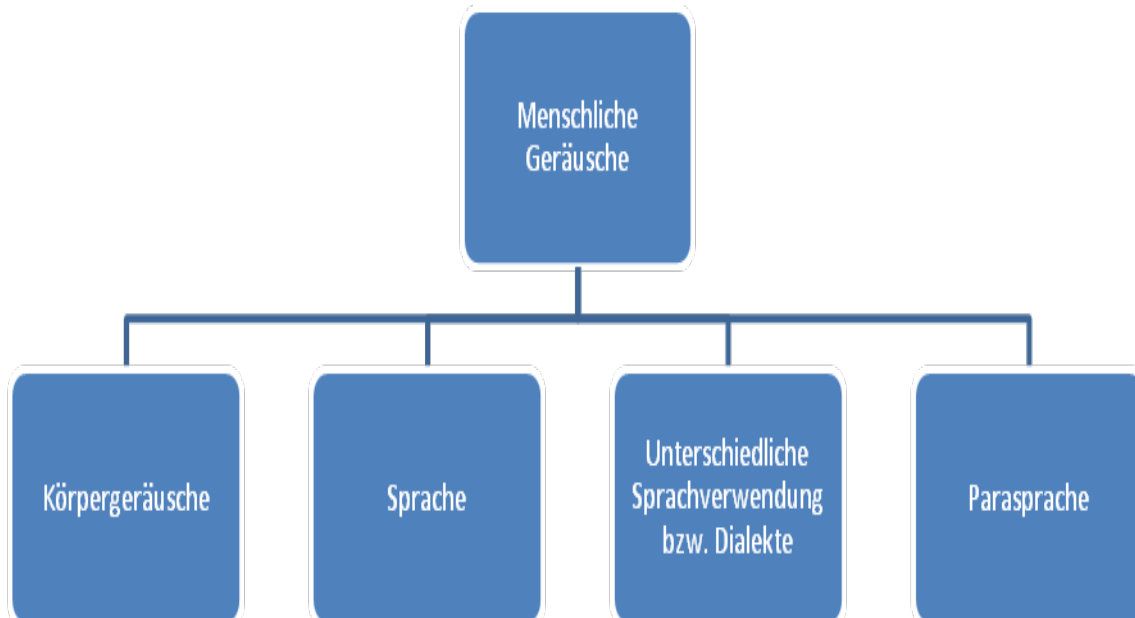 Menschliche
Geräusche
Körpergeräusche
Sprache
Unterschiedliche
Sprachverwendung
bzw. Dialekte
Parasprache